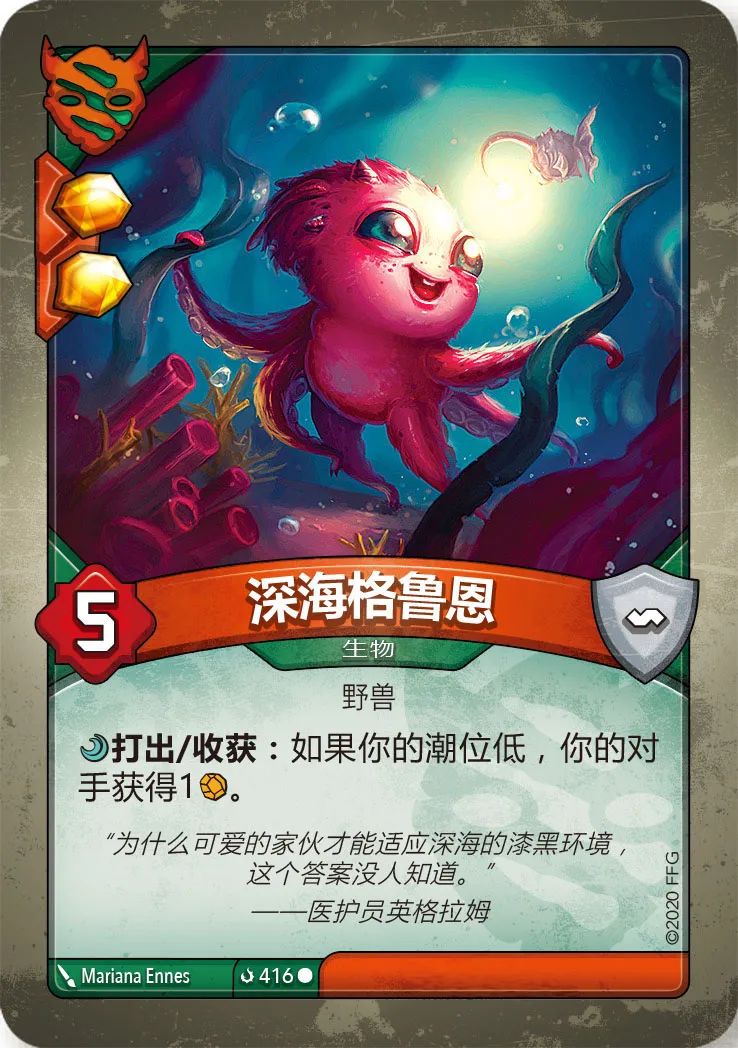 5
深海格鲁恩
生物
野兽
打出/收获：如果你的潮位低，你的对
手获得1。
“为什么可爱的家伙才能适应深海的漆黑环境，
这个答案没人知道。”
——医护员英格拉姆
©2020 FFG
Mariana Ennes
416